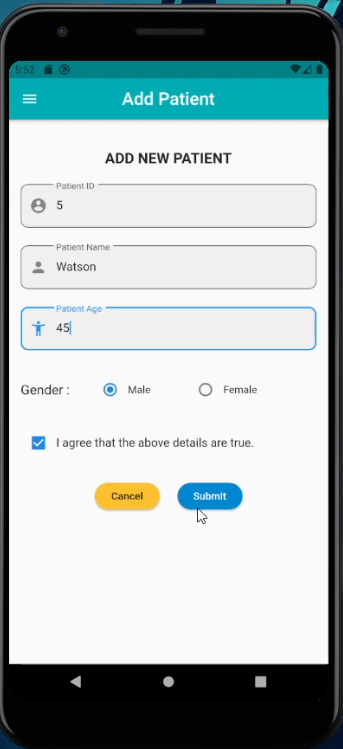 5:52
Add Patient
ADD NEW PATIENT
Patient ID
5
Patient Name
Watson
Patient Age
45
Gender : Male Female
I agree that the above details are true.
Cancel Submit